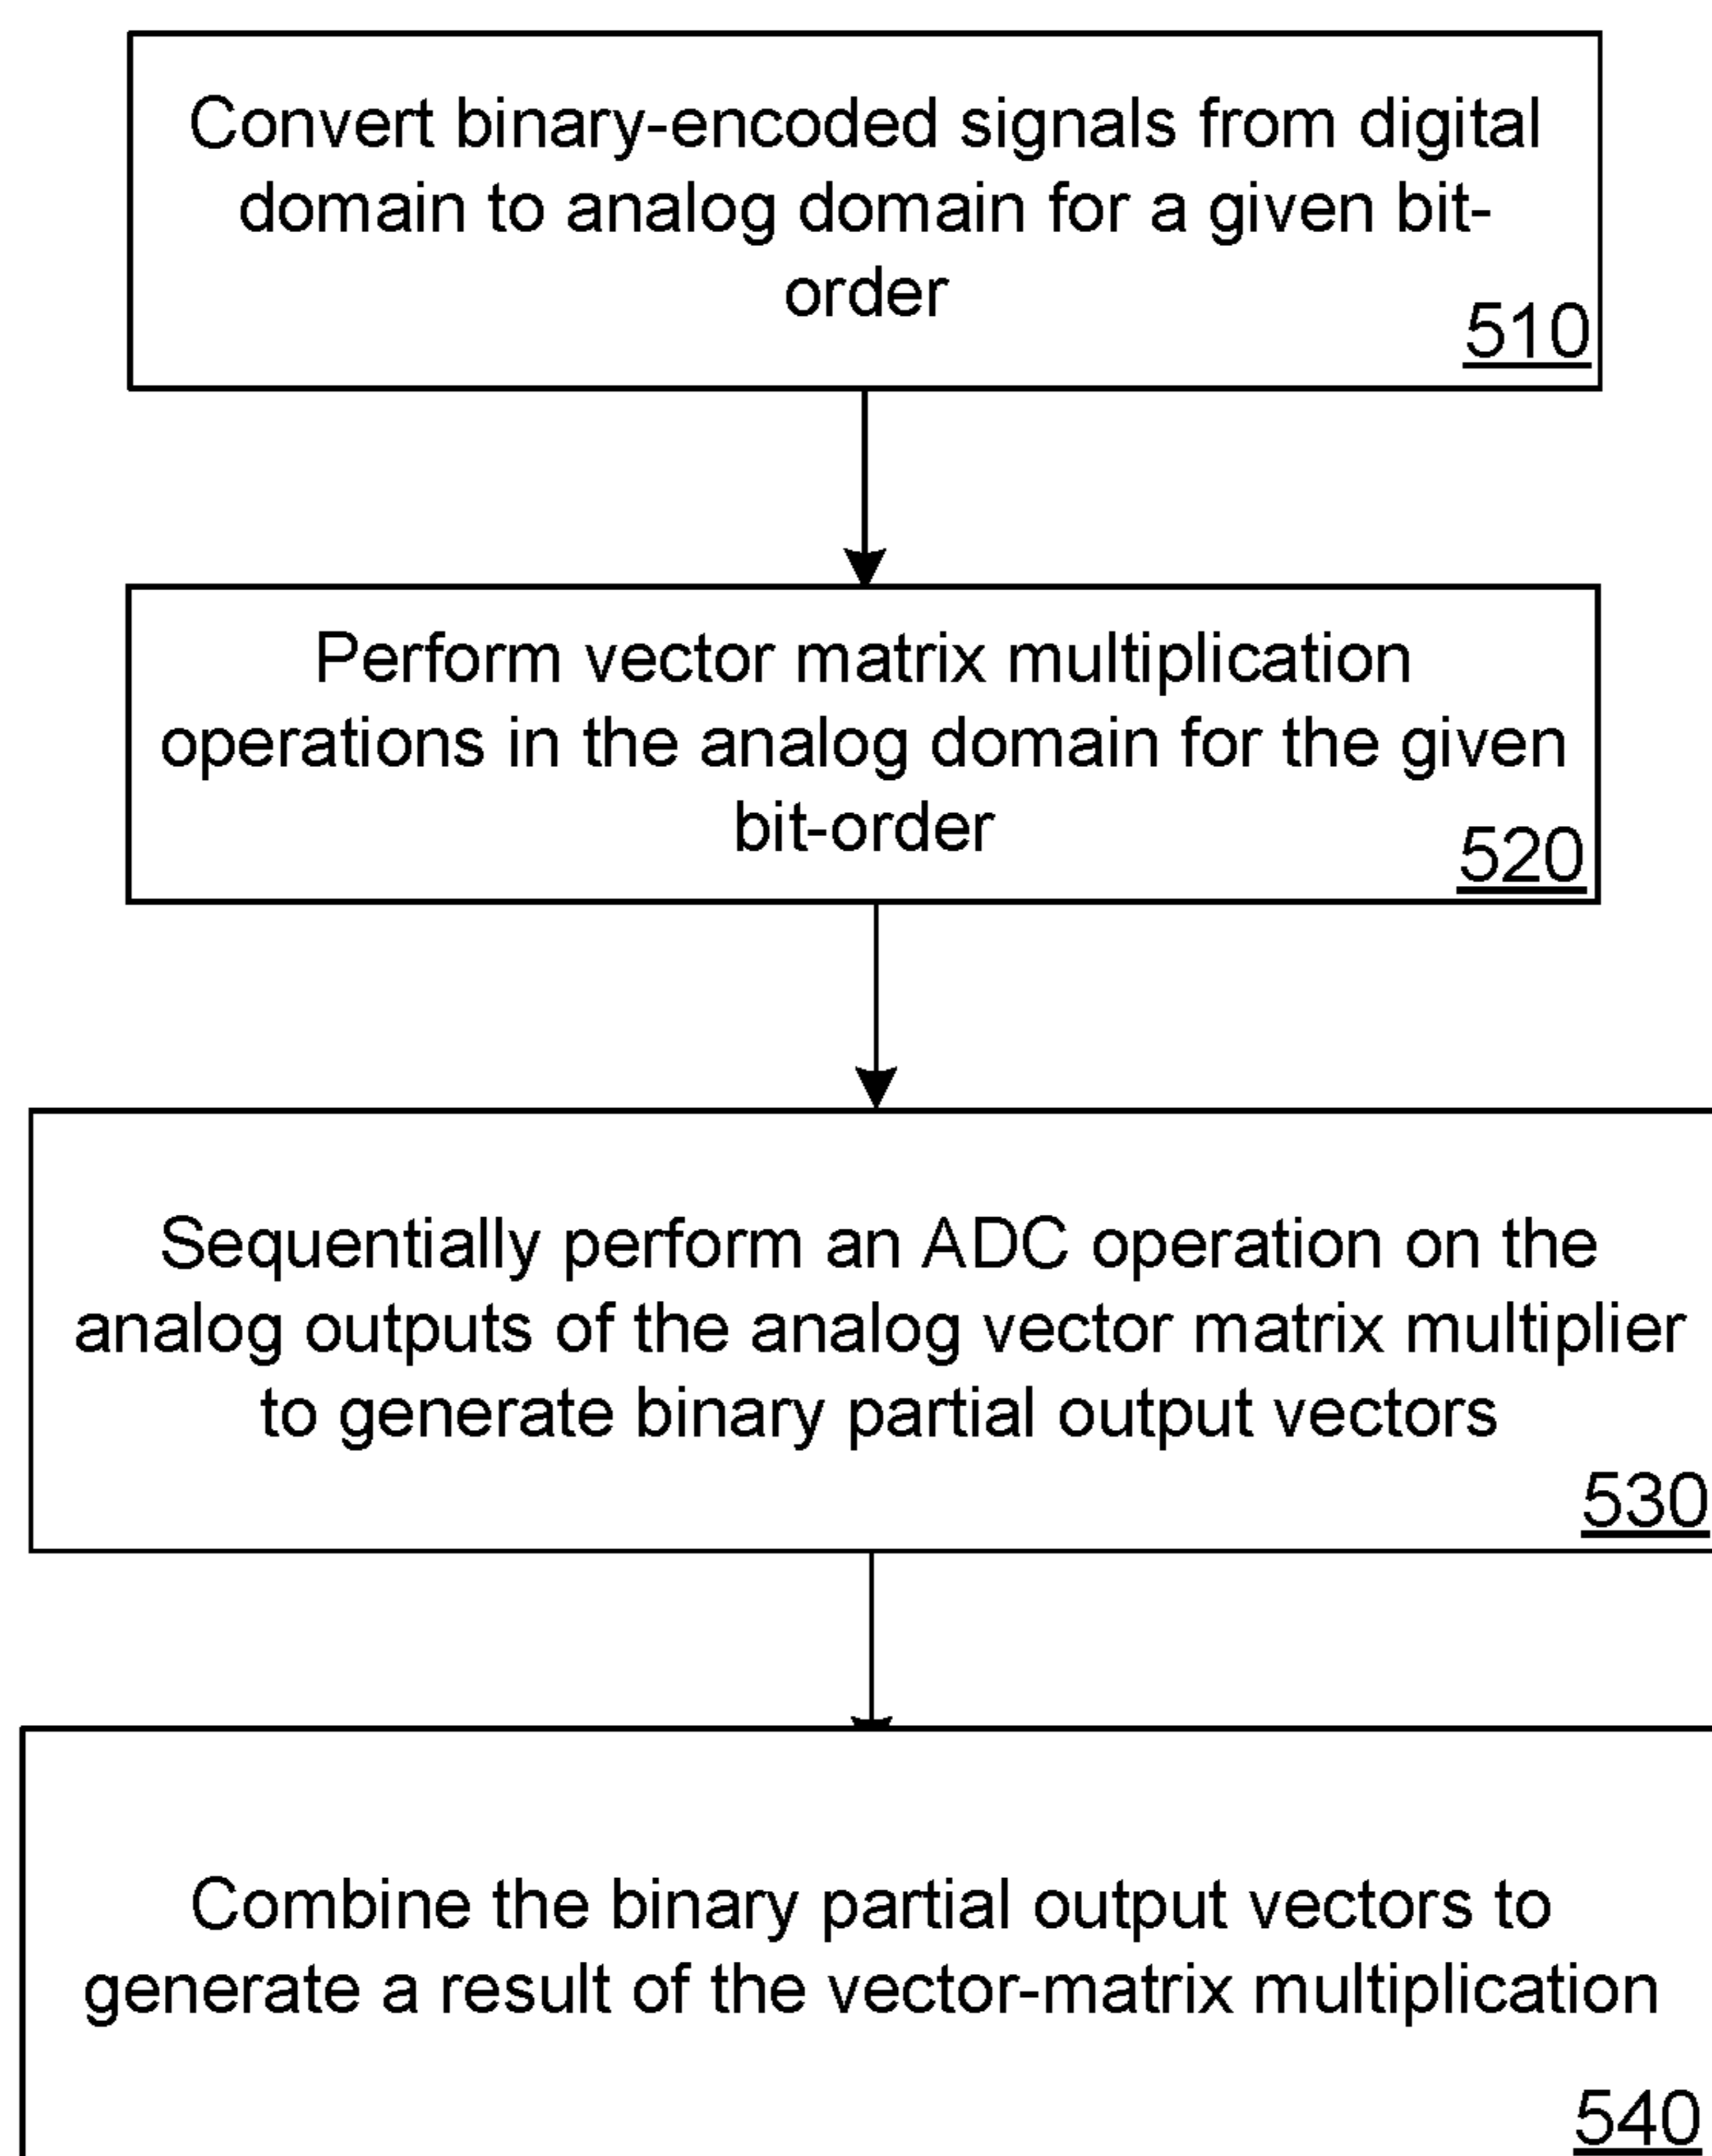 Convert binary-encoded signals from digital
domain to analog domain for a given bit-
order
510
Perform vector matrix multiplication
operations in the analog domain for the given
bit-order
520
Sequentially perform an ADC operation on the
analog outputs of the analog vector matrix multiplier
to generate binary partial output vectors
530
Combine the binary partial output vectors to
generate a result of the vector-matrix multiplication
540